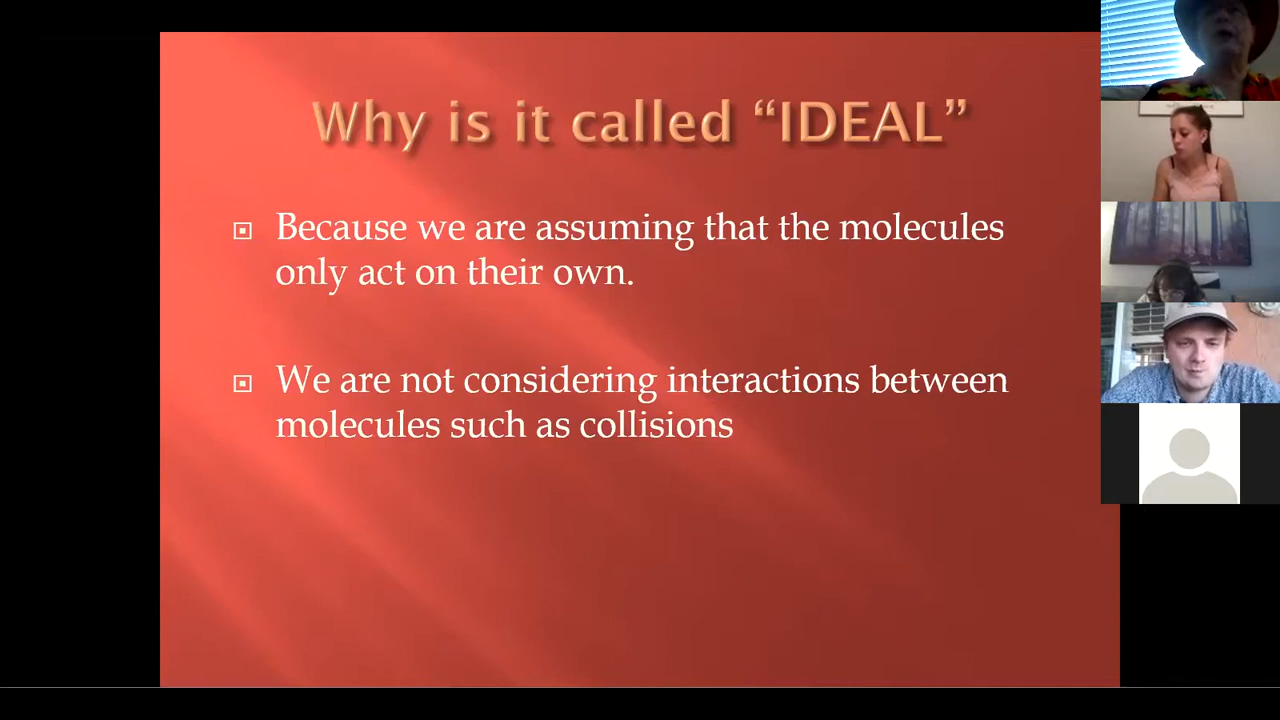 Why is it called “IDEAL”
Because we are assuming that the molecules
only act on their own.
We are not considering interactions between
molecules such as collisions